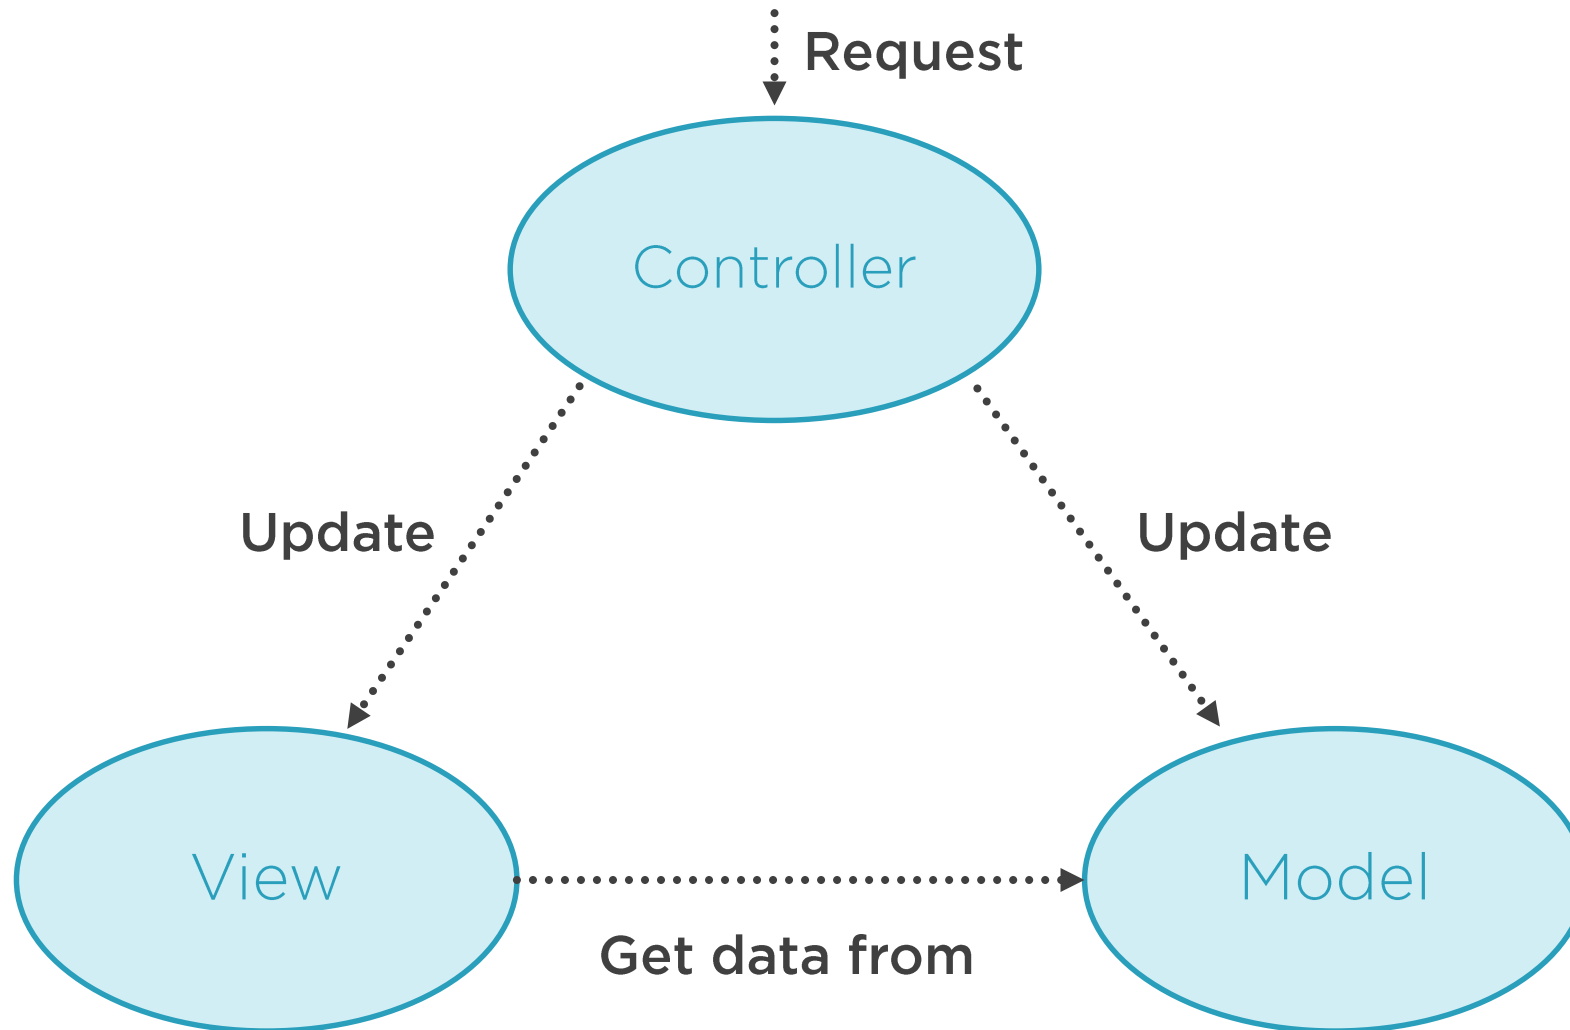 Request
Controller
Update
Update
View
Model
Get data from